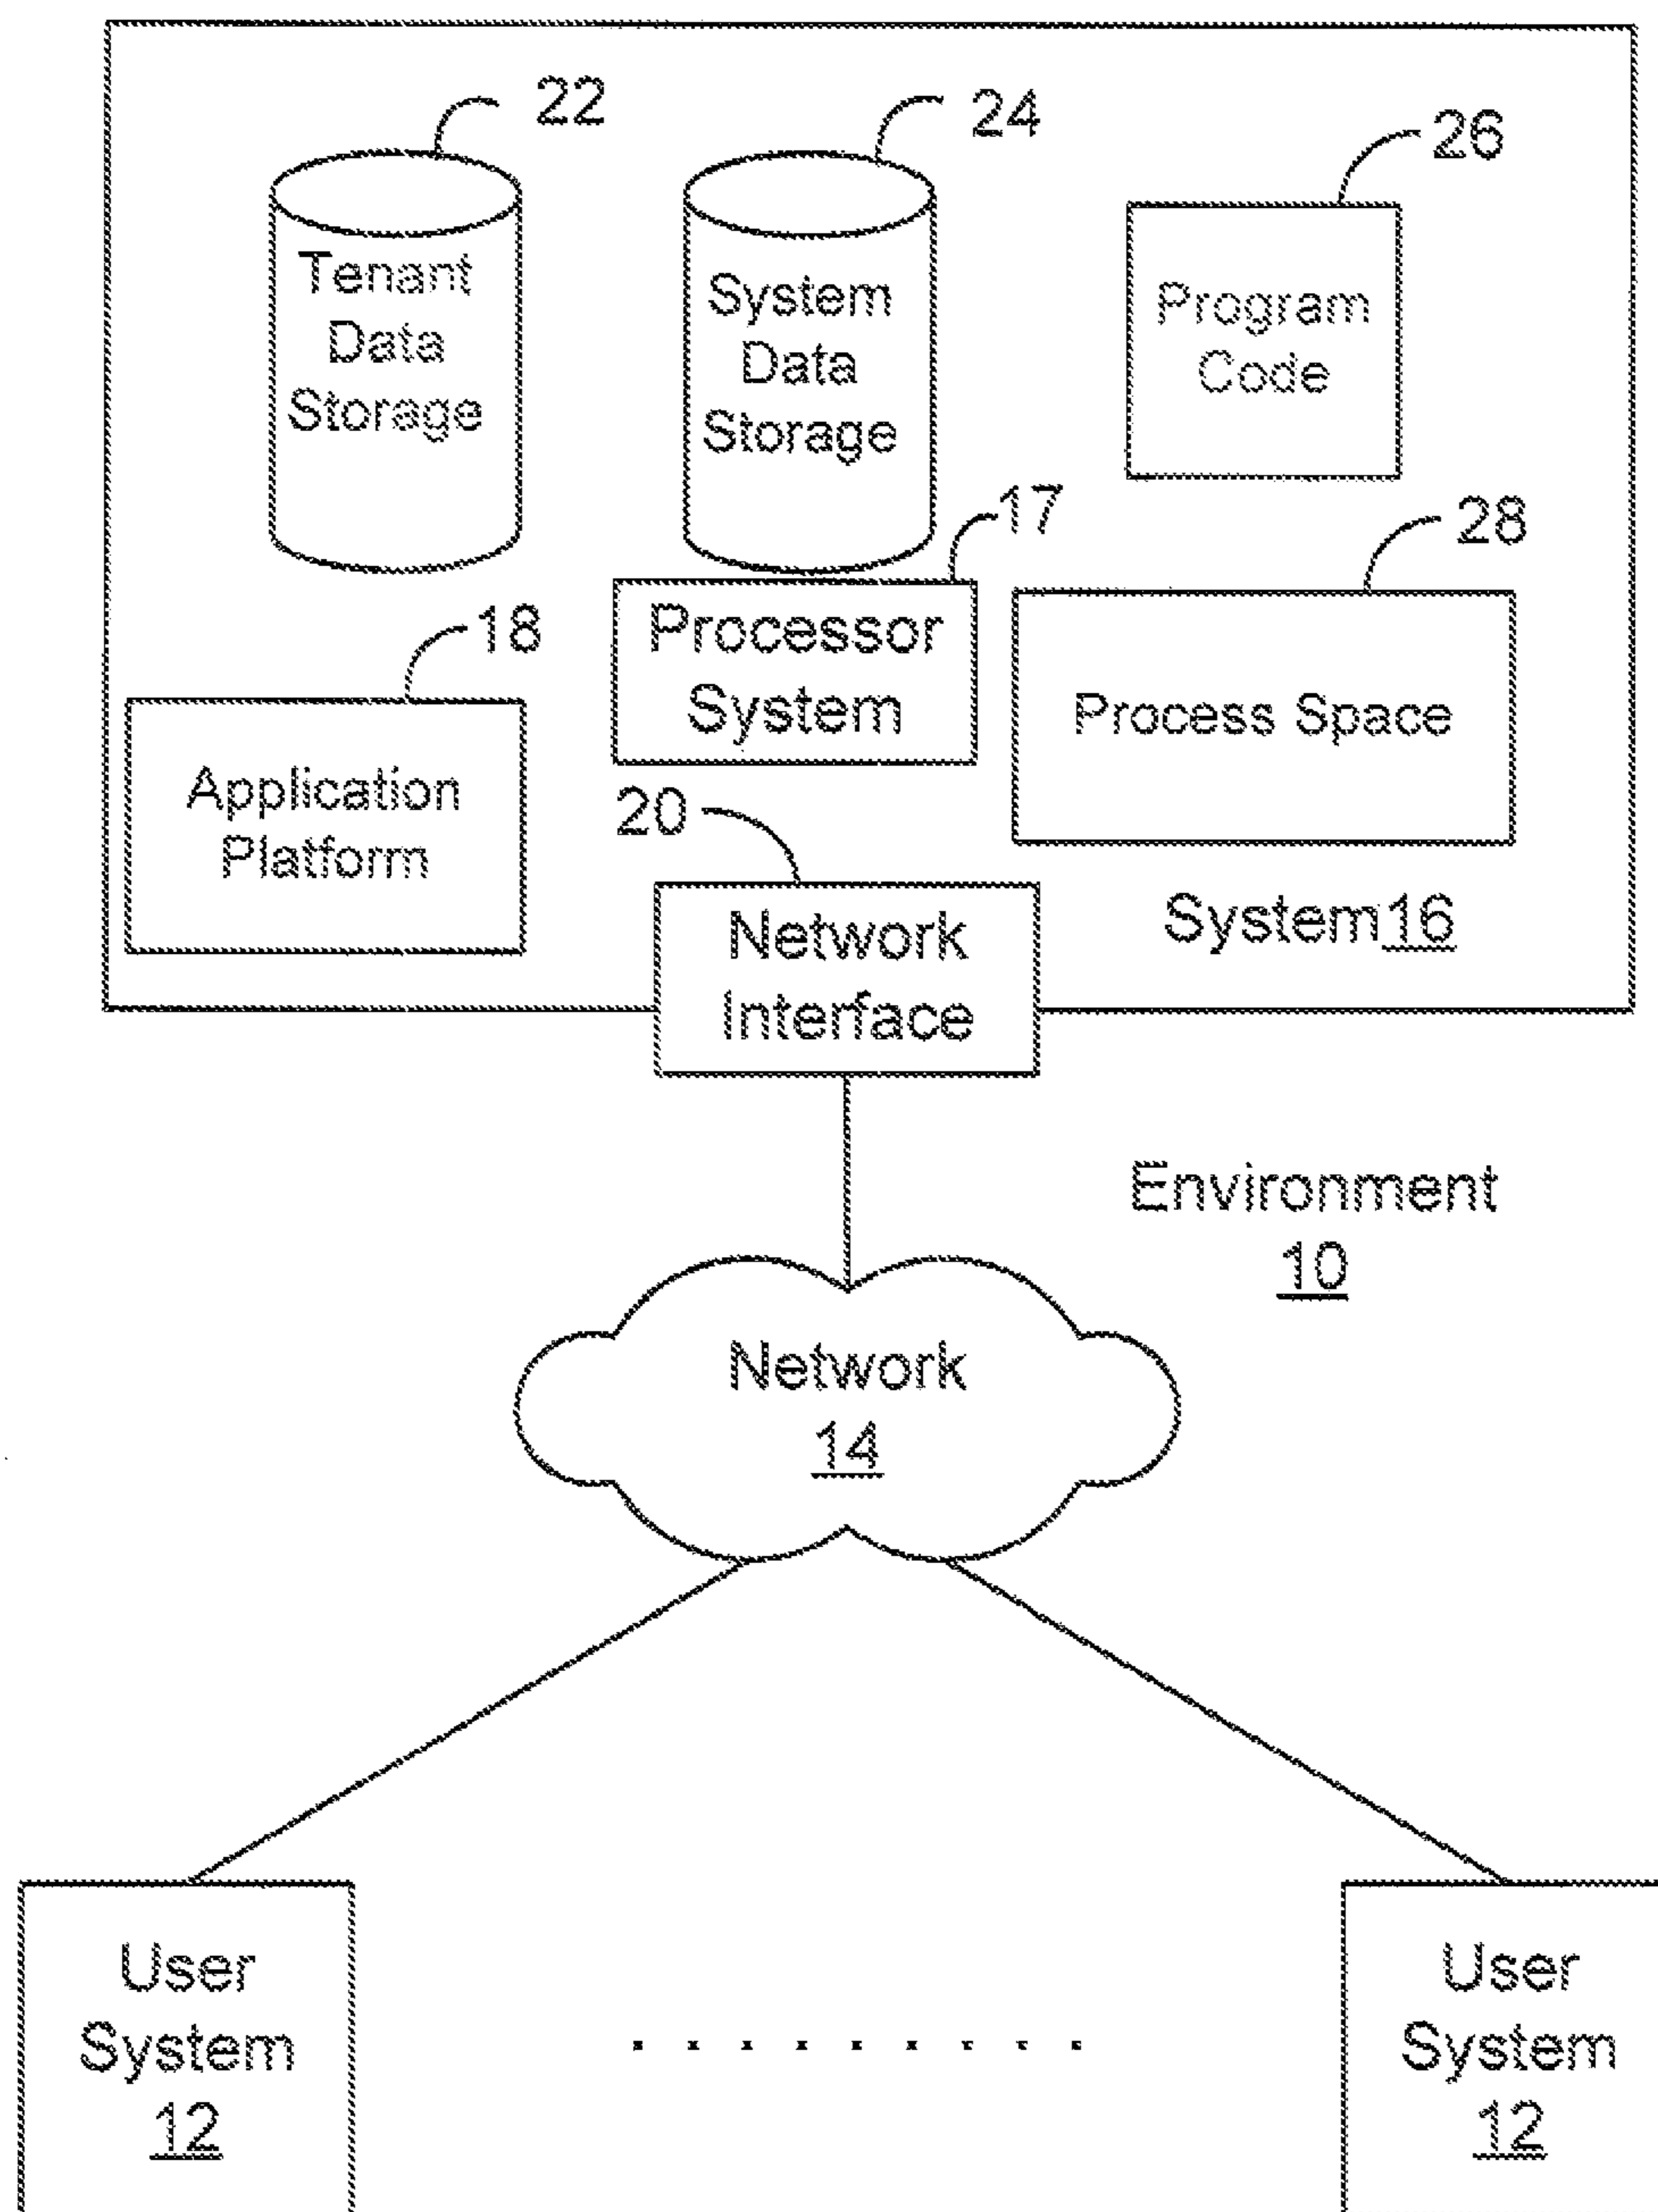 22
24
26
Tenant
Data
Storage
System
Data
Storage
Program
Code
17
28
18
Processor
System
Process Space
Application
Platform
20
Network
Interface
System16
Environment
10
Network
14
User
System
12
User
System
12